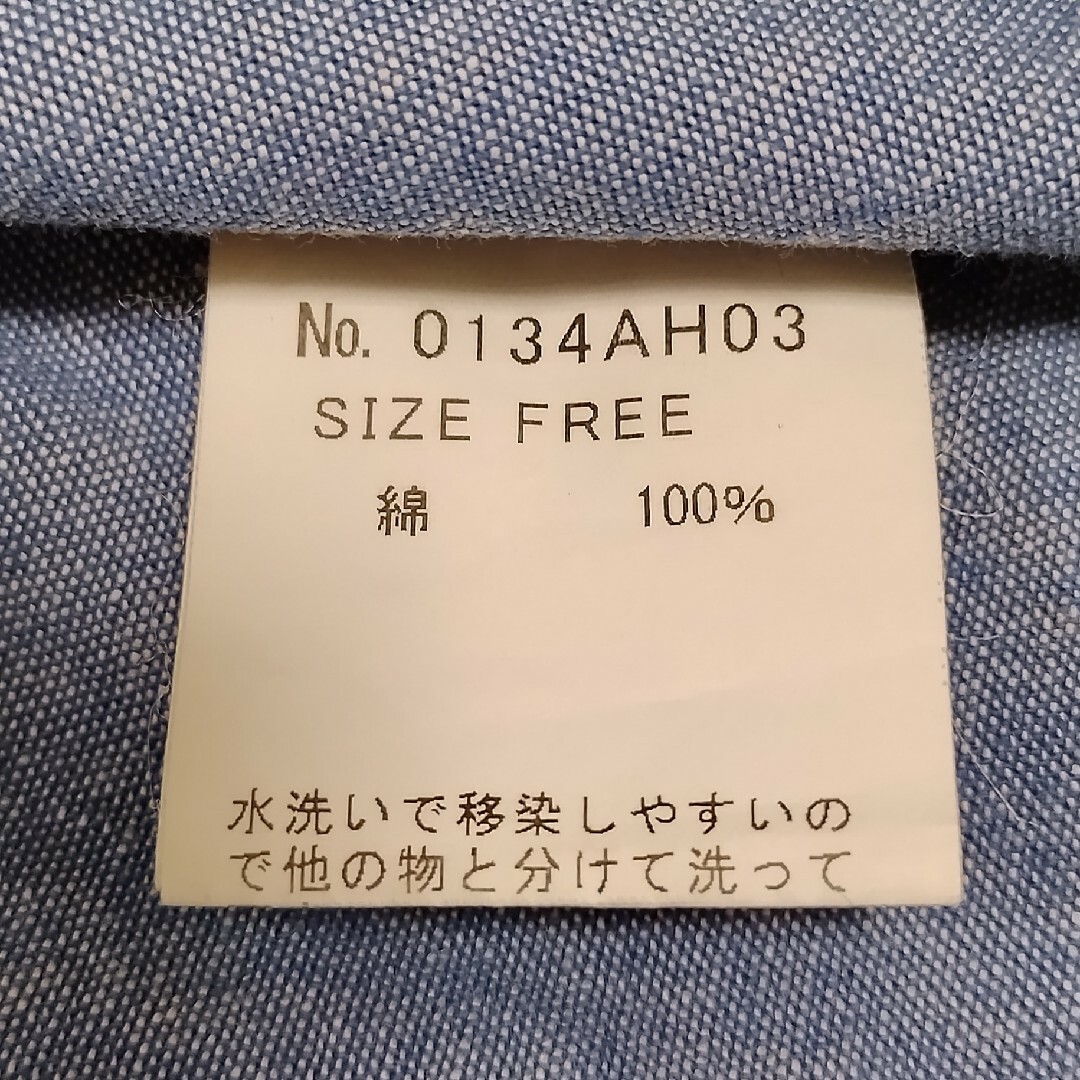 No. 0134AH03
SIZE FREE
綿 100%
水洗いで移染しやすいの
で他の物と分けて洗って